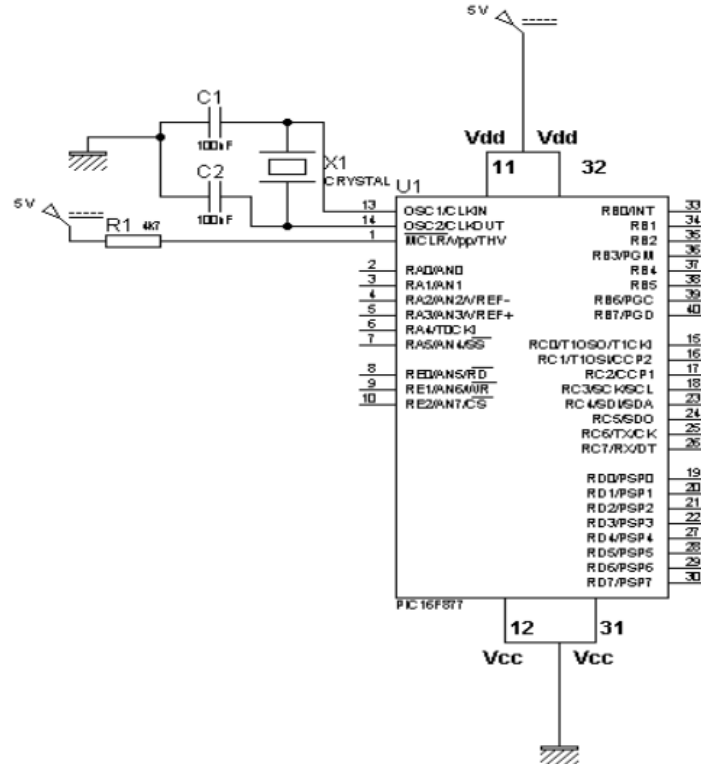 5V
Vdd Vdd
11 32
C1
100nF
C2
100nF
X1
CRYSTAL
5V
R1 4K7
U1
13 OSC1/CLKIN
14 OSC2/CLKOUT
1 MCLR/Vpp/THV
2 RA0/AN0
3 RA1/AN1
4 RA2/AN2/VREF-
5 RA3/AN3/VREF+
6 RA4/T0CKI
7 RA5/AN4/SS
8 RE0/AN5/RD
9 RE1/AN6/WR
10 RE2/AN7/CS
RB0/INT 33
RB1 34
RB2 35
RB3/PGM 36
RB4 37
RB5 38
RB6/PGC 39
RB7/PGD 40
RC0/T1OSO/T1CKI 15
RC1/T1OSI/CCP2 16
RC2/CCP1 17
RC3/SCK/SCL 18
RC4/SDI/SDA 23
RC5/SDO 24
RC6/TX/CK 25
RC7/RX/DT 26
RD0/PSP0 19
RD1/PSP1 20
RD2/PSP2 21
RD3/PSP3 22
RD4/PSP4 27
RD5/PSP5 28
RD6/PSP6 29
RD7/PSP7 30
PIC16F877
12 31
Vcc Vcc